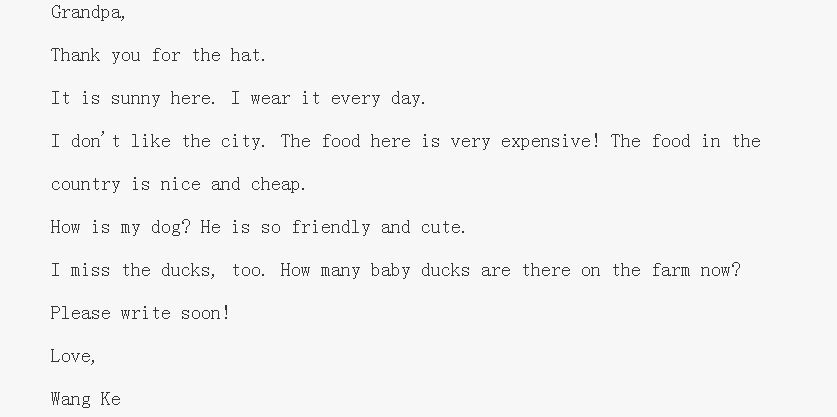 Grandpa,
Thank you for the hat.
It is sunny here. I wear it every day.
I don't like the city. The food here is very expensive! The food in the
country is nice and cheap.
How is my dog? He is so friendly and cute.
I miss the ducks, too. How many baby ducks are there on the farm now?
Please write soon!
Love,
Wang Ke